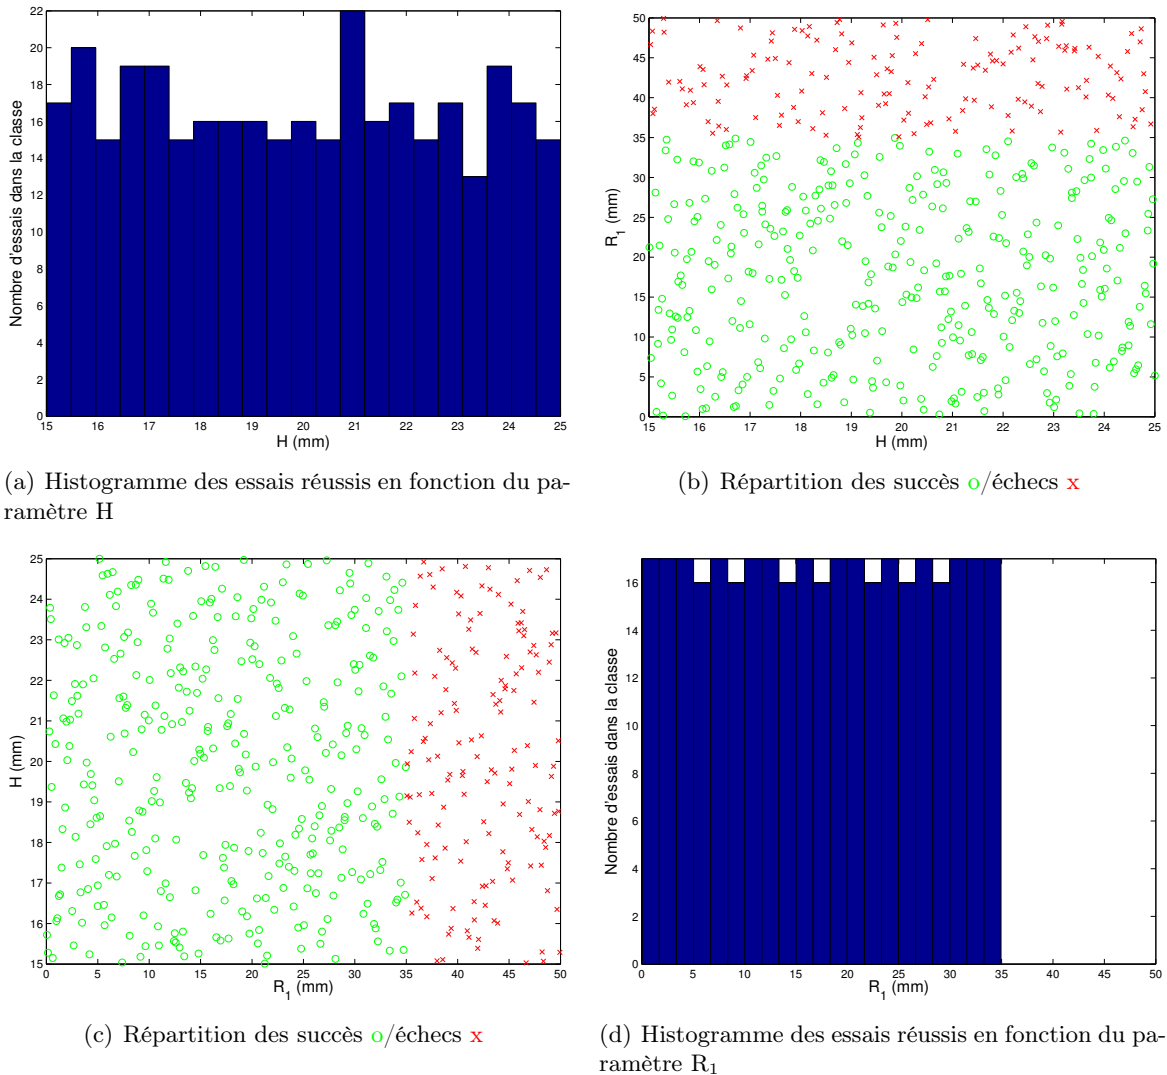 22
20
18
16
14
12
10
8
6
4
2
0
Nombre d'essais dans la classe
15 16 17 18 19 20 21 22 23 24 25
H (mm)
(a) Histogramme des essais réussis en fonction du pa-
ramètre H
50
45
40
35
30
25
20
15
10
5
0
R1 (mm)
15 16 17 18 19 20 21 22 23 24 25
H (mm)
(b) Répartition des succès o/échecs x
25
24
23
22
21
20
19
18
17
16
15
H (mm)
0 5 10 15 20 25 30 35 40 45 50
R1 (mm)
(c) Répartition des succès o/échecs x
16
14
12
10
8
6
4
2
0
Nombre d'essais dans la classe
0 5 10 15 20 25 30 35 40 45 50
R1 (mm)
(d) Histogramme des essais réussis en fonction du pa-
ramètre R1